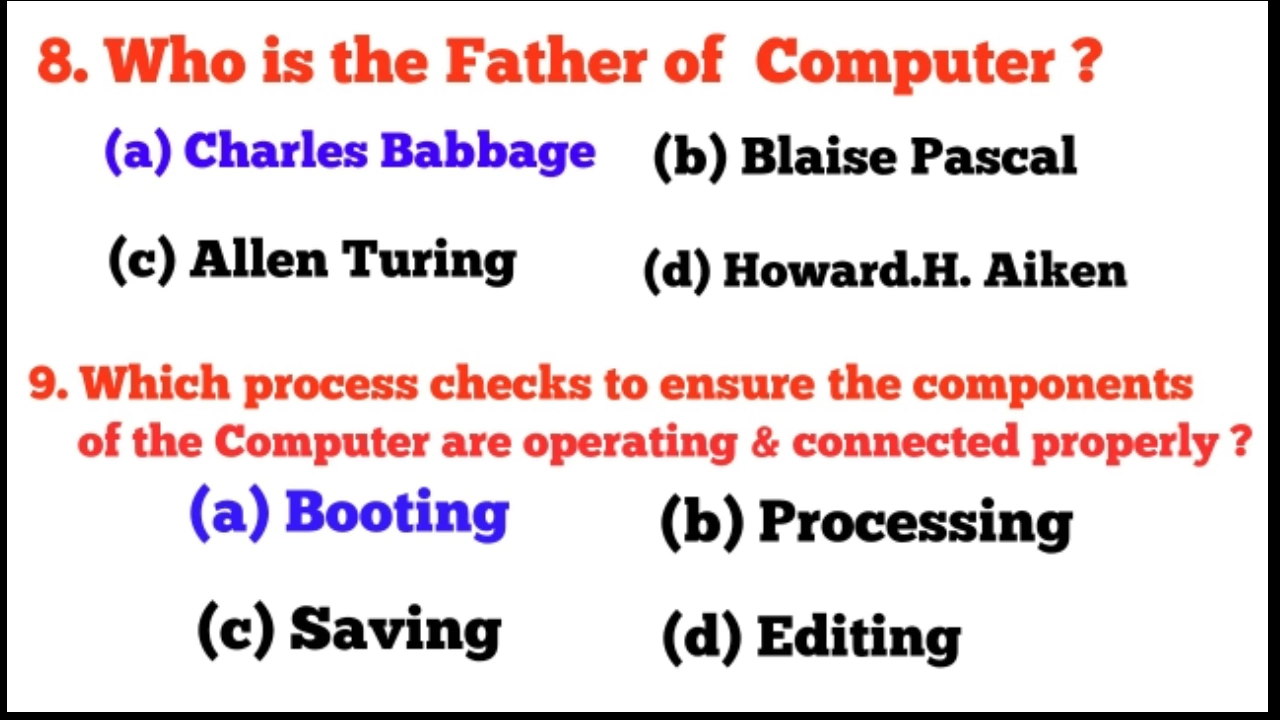 8. Who is the Father of Computer ?
(a) Charles Babbage (b) Blaise Pascal
(c) Allen Turing (d) Howard.H. Aiken
9. Which process checks to ensure the components
of the Computer are operating & connected properly ?
(a) Booting (b) Processing
(c) Saving (d) Editing